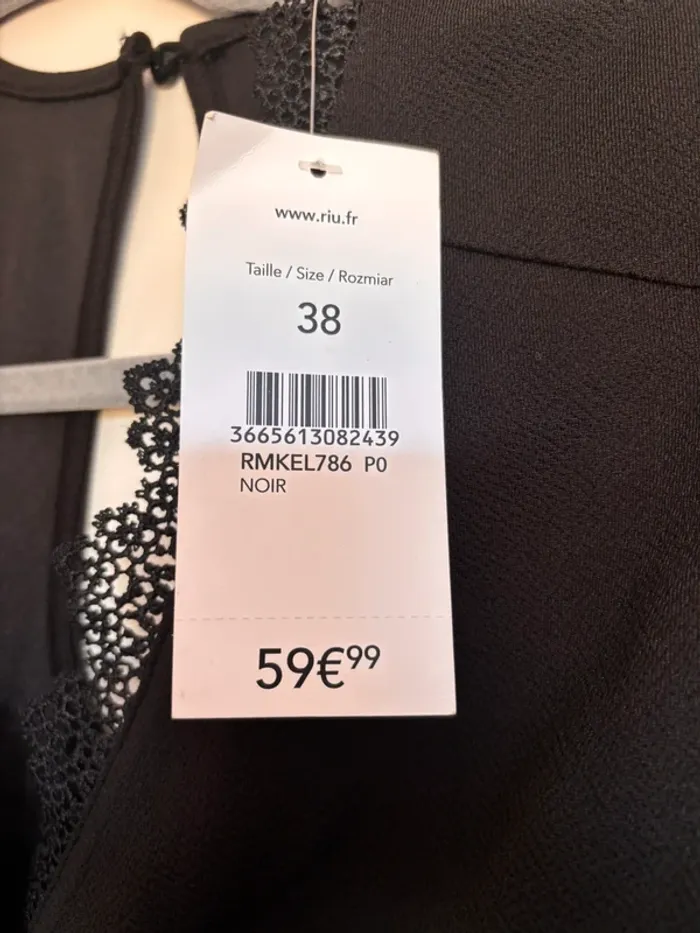 www.riu.fr
Taille / Size / Rozmiar
38
3665613082439
RMKEL786 P0
NOIR
59€99